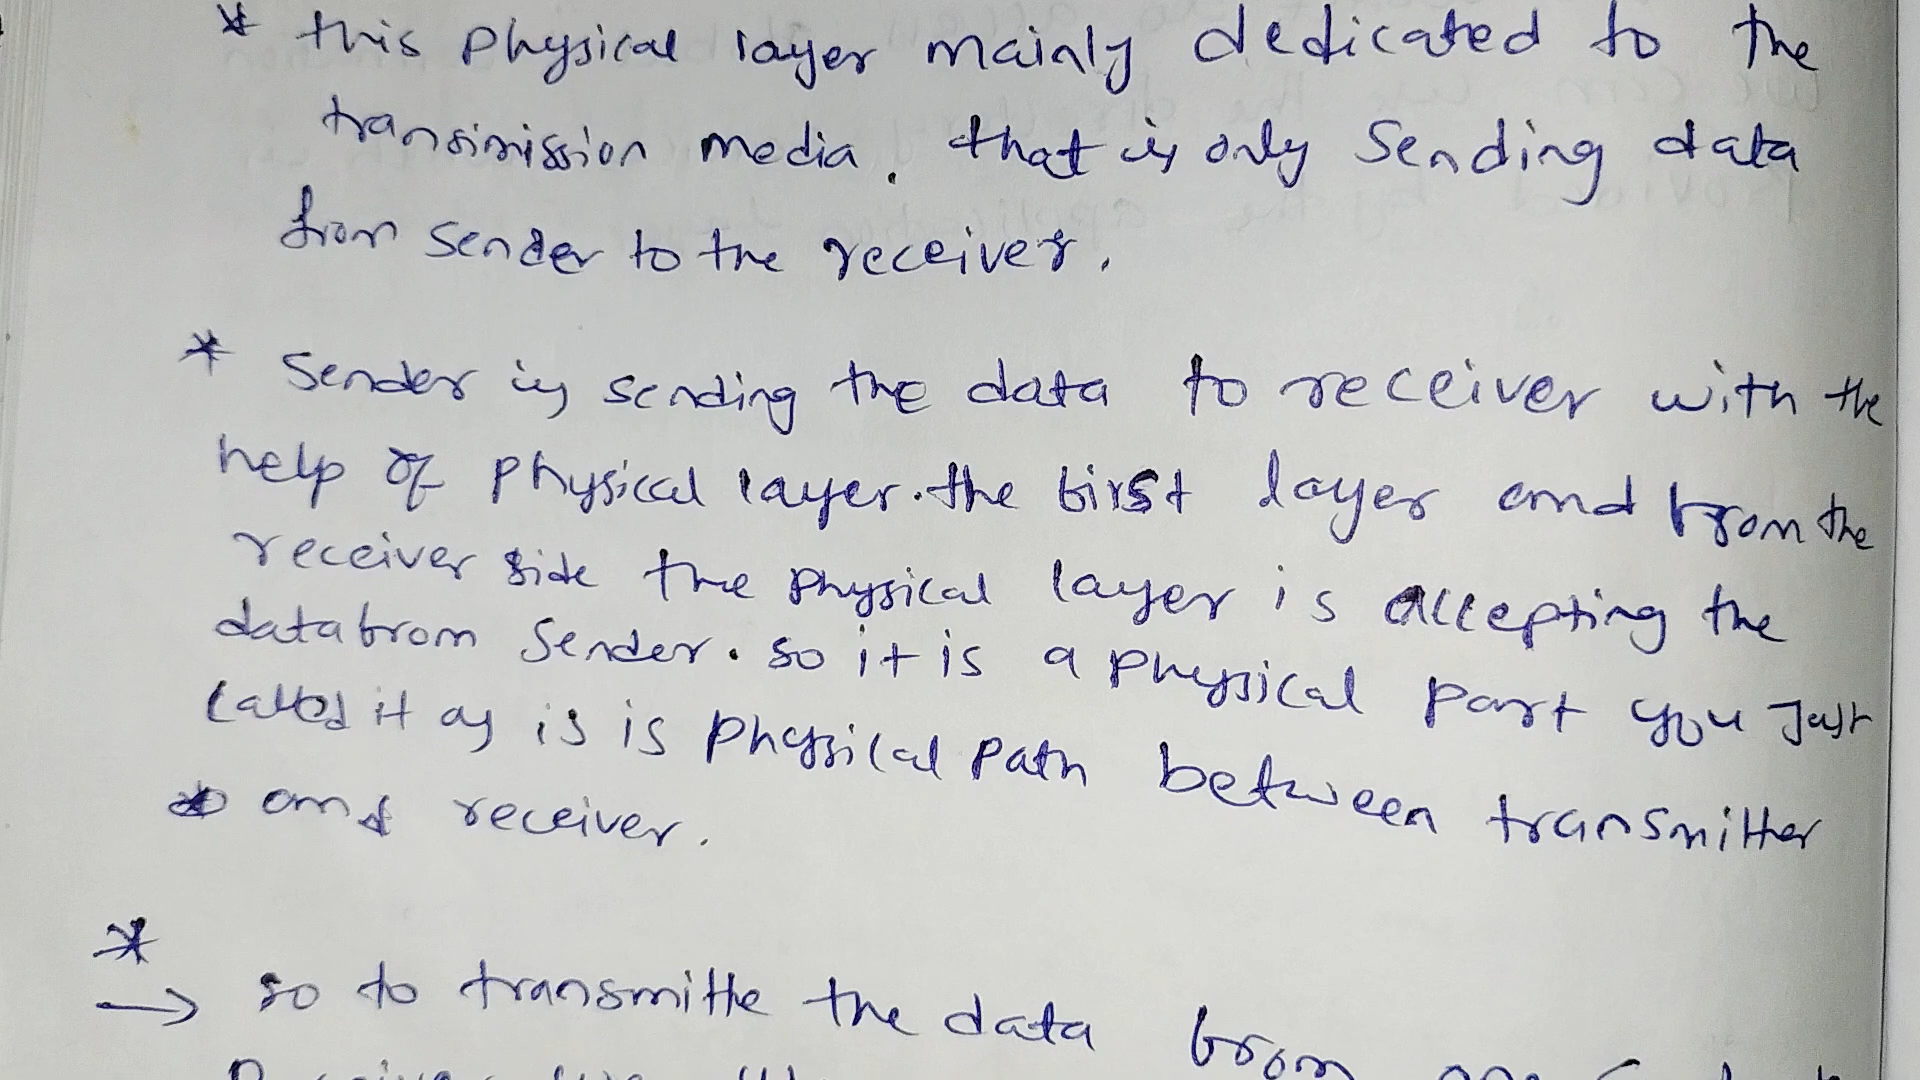 * this physical layer mainly dedicated to the
transimission media. that is only sending data
from sender to the receiver.
* Sender is sending the data to receiver with the
help of physical layer. the first layer and from the
receiver side the physical layer is accepting the
data from sender. so it is a physical part you just
called it as is is physical path between transmitter
and receiver.
*
→ so to transmitte the data from one